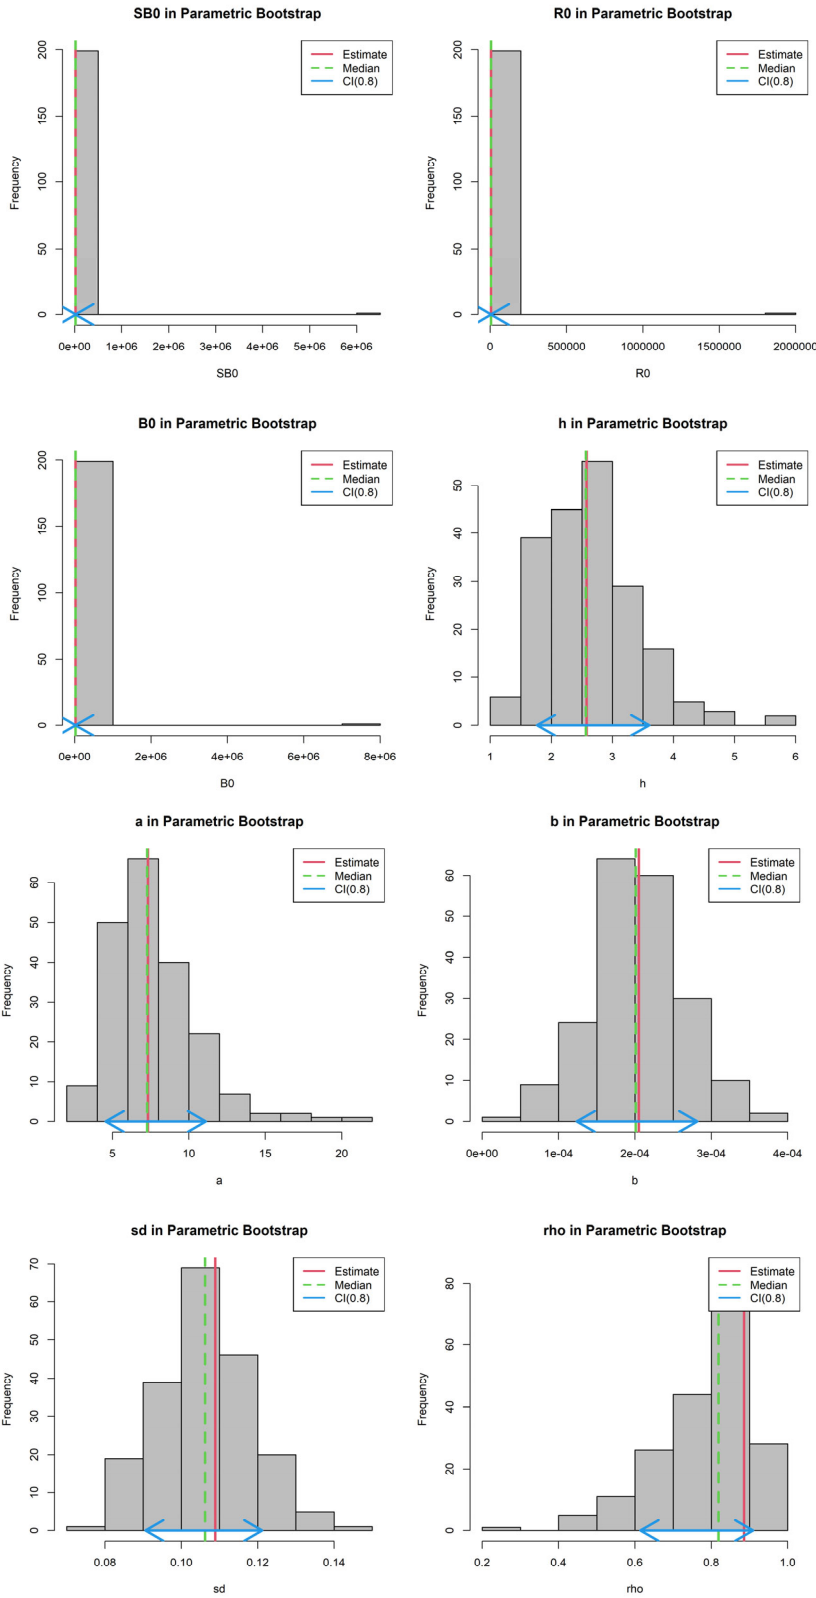 SB0 in Parametric Bootstrap
Frequency
0
50
100
150
200
Estimate
Median
CI(0.8)
0e+00 1e+06 2e+06 3e+06 4e+06 5e+06 6e+06
SB0
R0 in Parametric Bootstrap
Frequency
0
50
100
150
200
Estimate
Median
CI(0.8)
0 500000 1000000 1500000 2000000
R0
B0 in Parametric Bootstrap
Frequency
0
50
100
150
200
Estimate
Median
CI(0.8)
0e+00 2e+06 4e+06 6e+06 8e+06
B0
h in Parametric Bootstrap
Frequency
0
10
20
30
40
50
Estimate
Median
CI(0.8)
1 2 3 4 5 6
h
a in Parametric Bootstrap
Frequency
0
10
20
30
40
50
60
Estimate
Median
CI(0.8)
5 10 15 20
a
b in Parametric Bootstrap
Frequency
0
10
20
30
40
50
60
Estimate
Median
CI(0.8)
0e+00 1e-04 2e-04 3e-04 4e-04
b
sd in Parametric Bootstrap
Frequency
0
10
20
30
40
50
60
70
Estimate
Median
CI(0.8)
0.08 0.10 0.12 0.14
sd
rho in Parametric Bootstrap
Frequency
0
20
40
60
80
Estimate
Median
CI(0.8)
0.2 0.4 0.6 0.8 1.0
rho